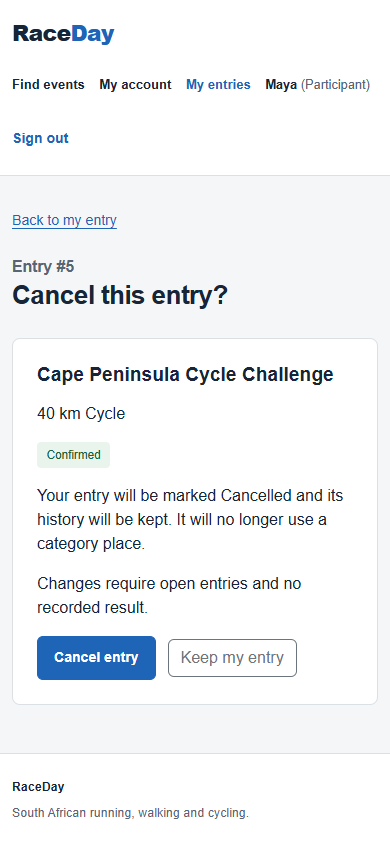 RaceDay
Find events My account My entries Maya (Participant)
Sign out
Back to my entry
Entry #5
Cancel this entry?
Cape Peninsula Cycle Challenge
40 km Cycle
Confirmed
Your entry will be marked Cancelled and its
history will be kept. It will no longer use a
category place.
Changes require open entries and no
recorded result.
Cancel entry Keep my entry
RaceDay
South African running, walking and cycling.